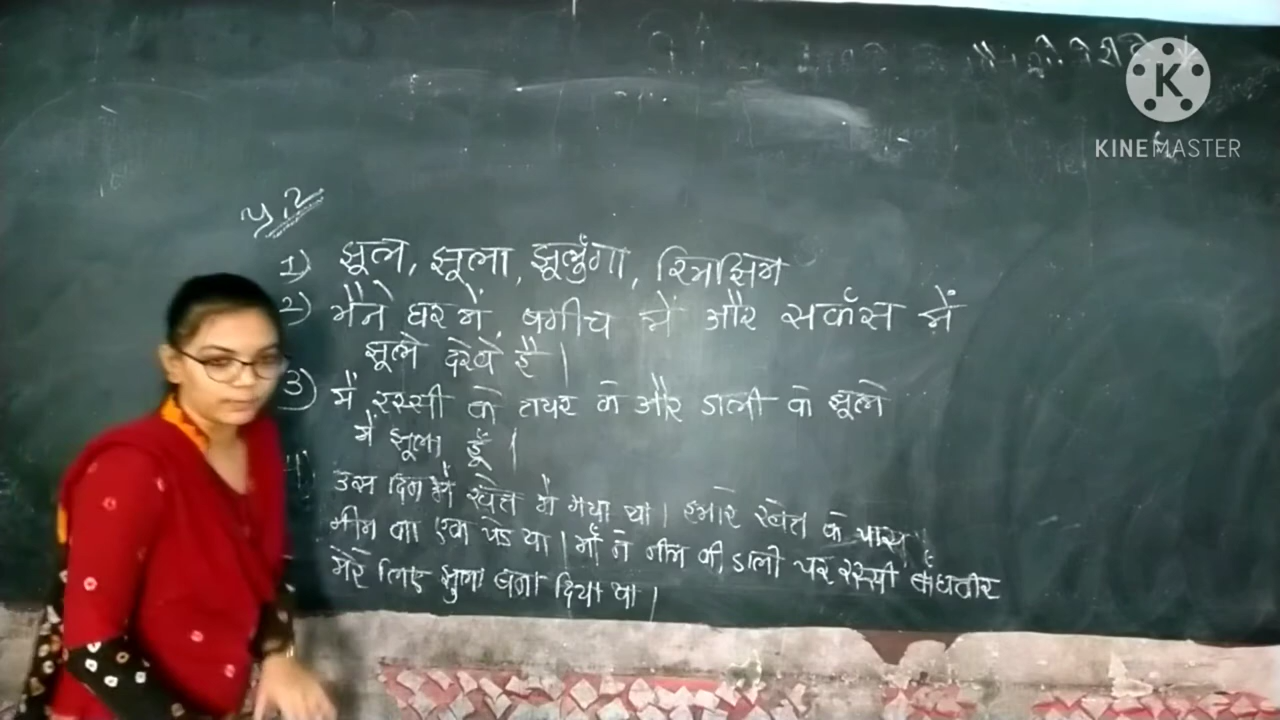 KINEMASTER
प्र.2
1) झूले, झूला, झूलुँगा, रिमझिम
2) मैंने घर में, बगीच में और सर्कस में
झूले देखे है।
3) मैं रस्सी के टायर के और डाली के झूले
में झूला हूँ।
4) उस दिन मैं खेत में गया था। हमारे खेत के पास
नीम का एक पेड था। माँ ने नीम की डाली पर रस्सी बाँधकर
मेरे लिए झुला बना दिया था।